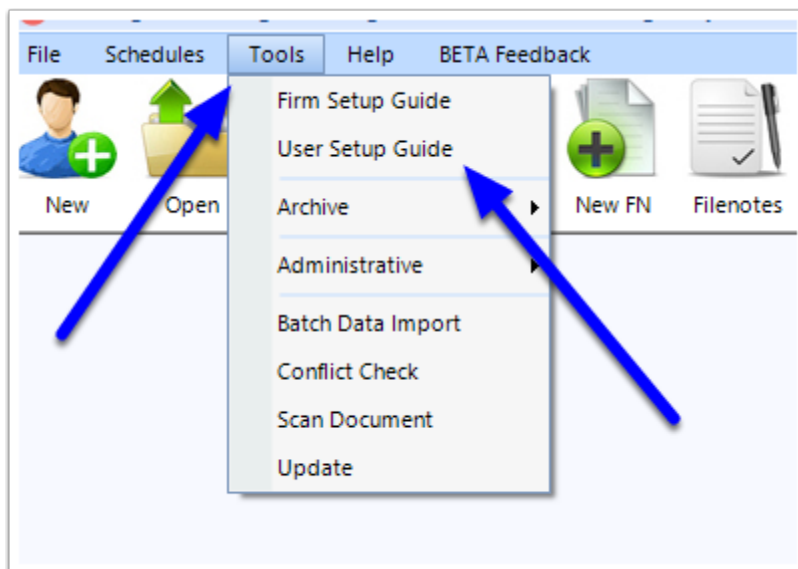 File Schedules Tools Help BETA Feedback
Firm Setup Guide
User Setup Guide
New Open Archive New FN Filenotes
Administrative
Batch Data Import
Conflict Check
Scan Document
Update